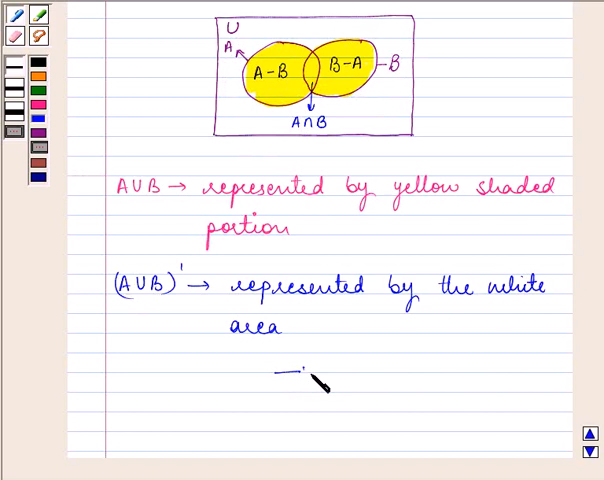 U
A
A-B
B-A
B
A∩B
A∪B → represented by yellow shaded
portion
(A∪B)' → represented by the white
area